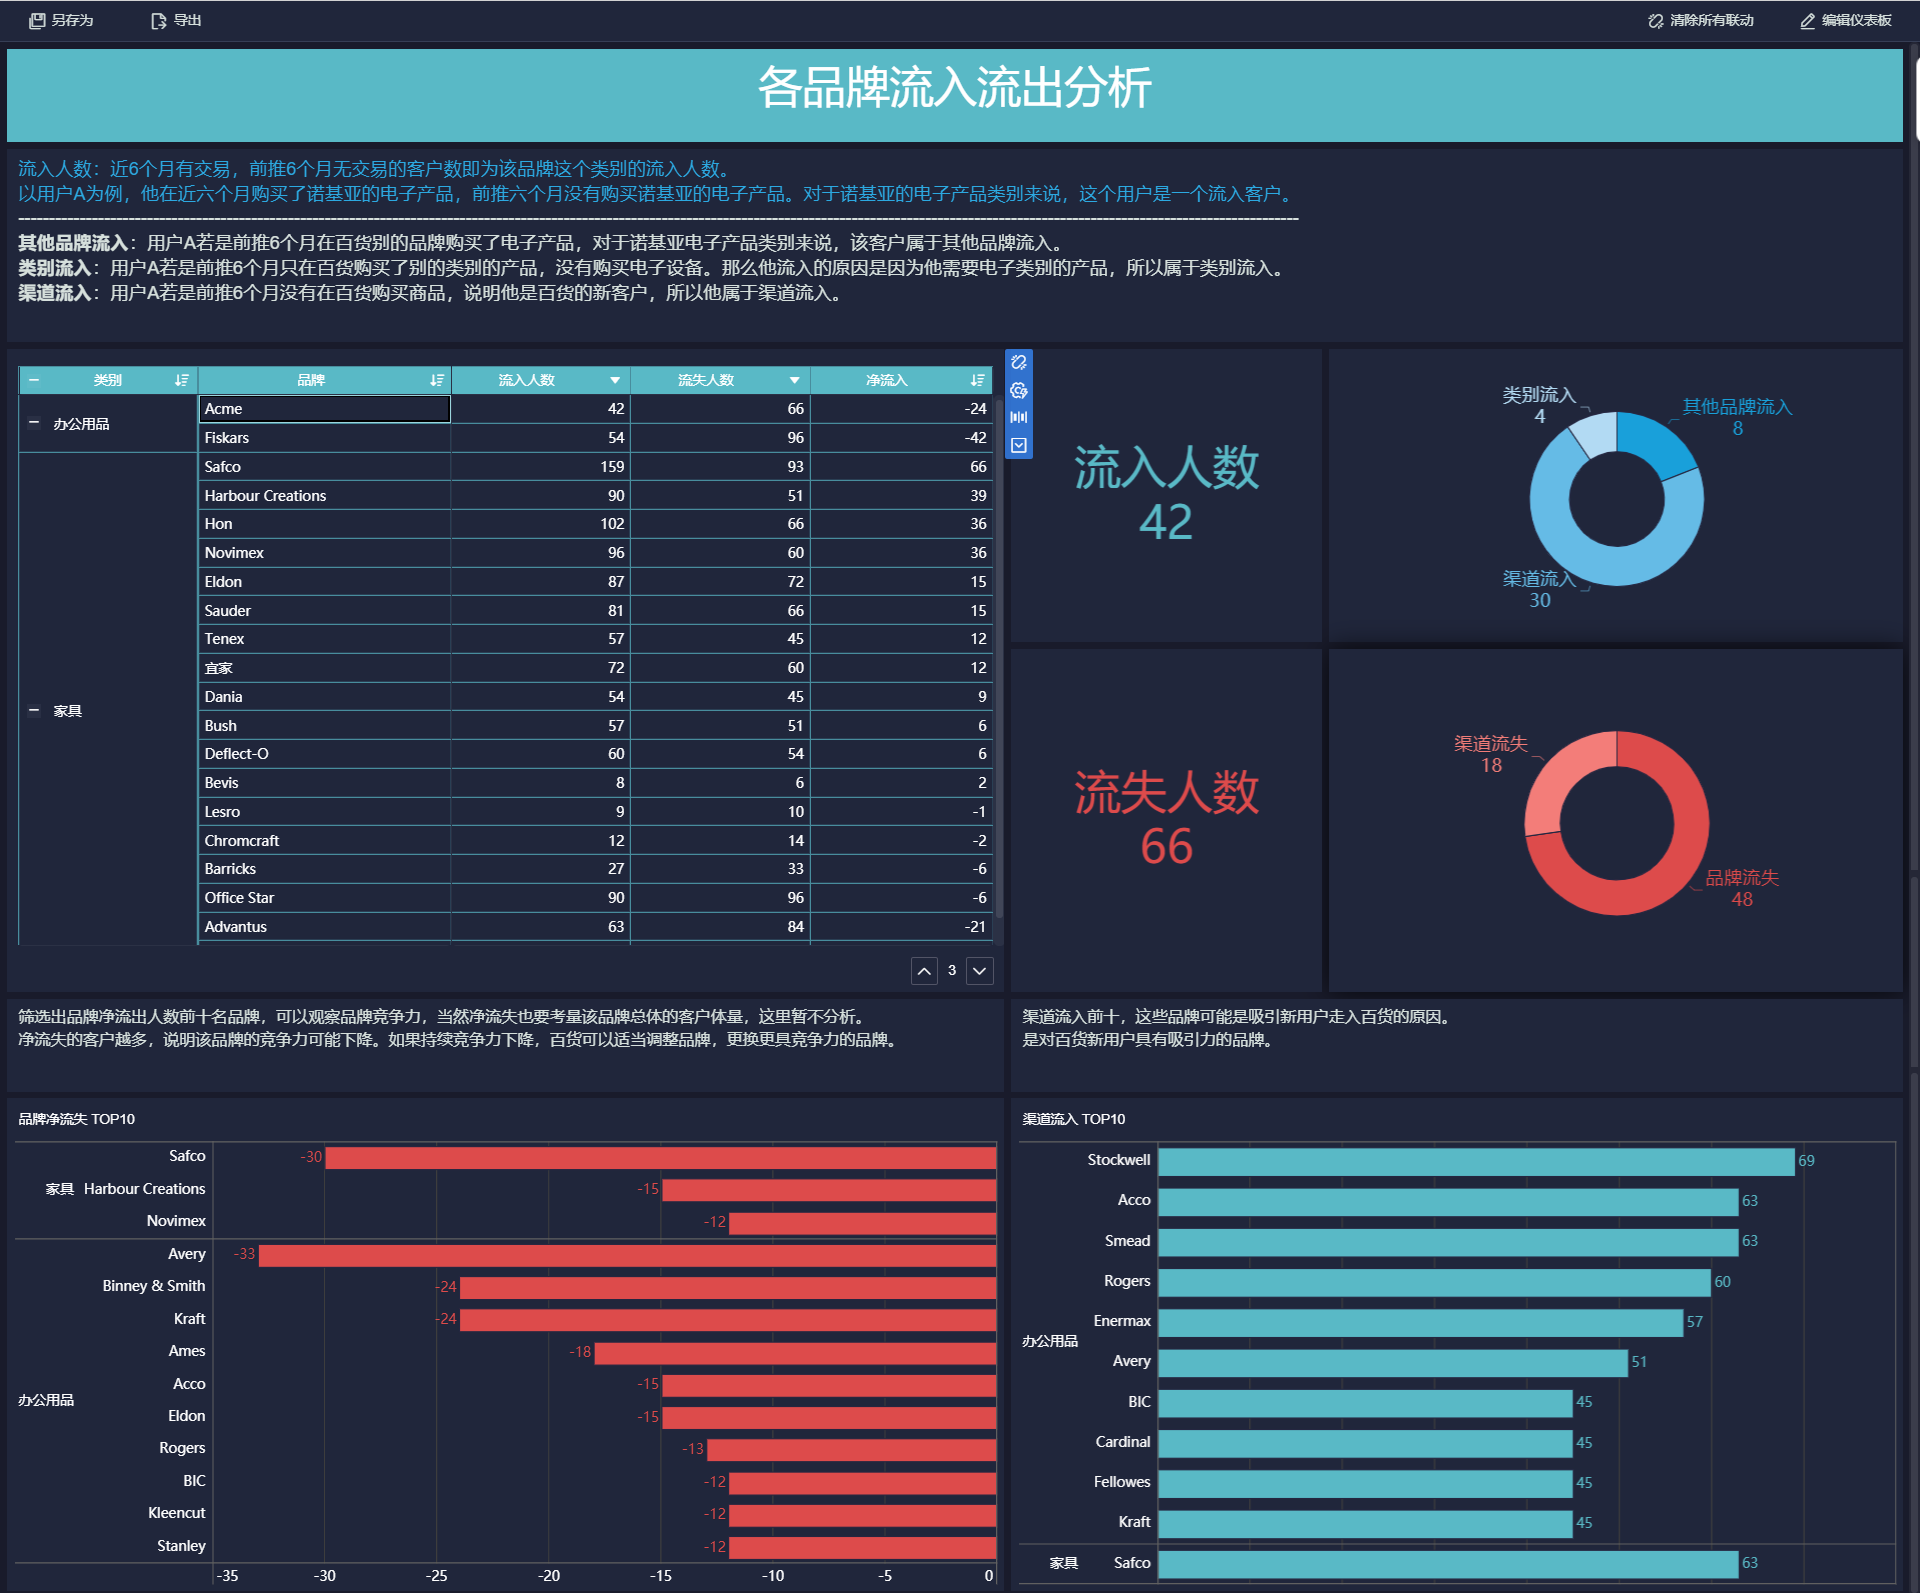 另存为
导出
清除所有联动
编辑仪表板
各品牌流入流出分析
流入人数：近6个月有交易，前推6个月无交易的客户数即为该品牌这个类别的流入人数。
以用户A为例，他在近六个月购买了诺基亚的电子产品，前推六个月没有购买诺基亚的电子产品。对于诺基亚的电子产品类别来说，这个用户是一个流入客户。
其他品牌流入：用户A若是前推6个月在百货别的品牌购买了电子产品，对于诺基亚电子产品类别来说，该客户属于其他品牌流入。
类别流入：用户A若是前推6个月只在百货购买了别的类别的产品，没有购买电子设备。那么他流入的原因是因为他需要电子类别的产品，所以属于类别流入。
渠道流入：用户A若是前推6个月没有在百货购买商品，说明他是百货的新客户，所以他属于渠道流入。
类别 品牌 流入人数 流失人数 净流入
办公用品
Acme 42 66 -24
Fiskars 54 96 -42
家具
Safco 159 93 66
Harbour Creations 90 51 39
Hon 102 66 36
Novimex 96 60 36
Eldon 87 72 15
Sauder 81 66 15
Tenex 57 45 12
宜家 72 60 12
Dania 54 45 9
Bush 57 51 6
Deflect-O 60 54 6
Bevis 8 6 2
Lesro 9 10 -1
Chromcraft 12 14 -2
Barricks 27 33 -6
Office Star 90 96 -6
Advantus 63 84 -21
3
流入人数
42
类别流入
4
其他品牌流入
8
渠道流入
30
流失人数
66
渠道流失
18
品牌流失
48
筛选出品牌净流出人数前十名品牌，可以观察品牌竞争力，当然净流失也要考量该品牌总体的客户体量，这里暂不分析。
净流失的客户越多，说明该品牌的竞争力可能下降。如果持续竞争力下降，百货可以适当调整品牌，更换更具竞争力的品牌。
渠道流入前十，这些品牌可能是吸引新用户走入百货的原因。
是对百货新用户具有吸引力的品牌。
品牌净流失 TOP10
家具
Safco -30
Harbour Creations -15
Novimex -12
办公用品
Avery -33
Binney & Smith -24
Kraft -24
Ames -18
Acco -15
Eldon -15
Rogers -13
BIC -12
Kleencut -12
Stanley -12
-35 -30 -25 -20 -15 -10 -5 0
渠道流入 TOP10
办公用品
Stockwell 69
Acco 63
Smead 63
Rogers 60
Enermax 57
Avery 51
BIC 45
Cardinal 45
Fellowes 45
Kraft 45
家具 Safco 63